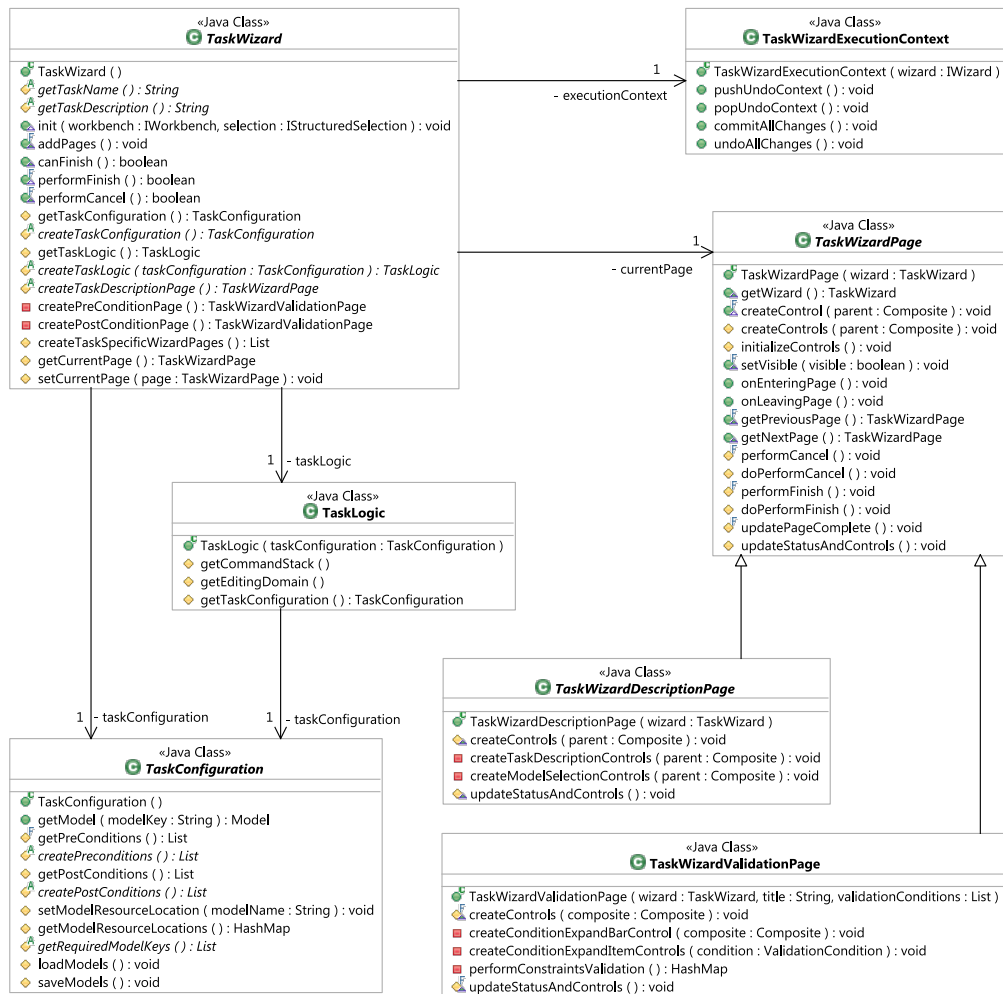 «Java Class»
C TaskWizard
TaskWizard ( )
getTaskName ( ) : String
getTaskDescription ( ) : String
init ( workbench : IWorkbench, selection : IStructuredSelection ) : void
addPages ( ) : void
canFinish ( ) : boolean
performFinish ( ) : boolean
performCancel ( ) : boolean
getTaskConfiguration ( ) : TaskConfiguration
createTaskConfiguration ( ) : TaskConfiguration
getTaskLogic ( ) : TaskLogic
createTaskLogic ( taskConfiguration : TaskConfiguration ) : TaskLogic
createTaskDescriptionPage ( ) : TaskWizardPage
createPreConditionPage ( ) : TaskWizardValidationPage
createPostConditionPage ( ) : TaskWizardValidationPage
createTaskSpecificWizardPages ( ) : List
getCurrentPage ( ) : TaskWizardPage
setCurrentPage ( page : TaskWizardPage ) : void
1
- executionContext
«Java Class»
C TaskWizardExecutionContext
TaskWizardExecutionContext ( wizard : IWizard )
pushUndoContext ( ) : void
popUndoContext ( ) : void
commitAllChanges ( ) : void
undoAllChanges ( ) : void
1
- currentPage
«Java Class»
C TaskWizardPage
TaskWizardPage ( wizard : TaskWizard )
getWizard ( ) : TaskWizard
createControl ( parent : Composite ) : void
createControls ( parent : Composite ) : void
initializeControls ( ) : void
setVisible ( visible : boolean ) : void
onEnteringPage ( ) : void
onLeavingPage ( ) : void
getPreviousPage ( ) : TaskWizardPage
getNextPage ( ) : TaskWizardPage
performCancel ( ) : void
doPerformCancel ( ) : void
performFinish ( ) : void
doPerformFinish ( ) : void
updatePageComplete ( ) : void
updateStatusAndControls ( ) : void
1 - taskLogic
«Java Class»
C TaskLogic
TaskLogic ( taskConfiguration : TaskConfiguration )
getCommandStack ( )
getEditingDomain ( )
getTaskConfiguration ( ) : TaskConfiguration
1 - taskConfiguration
1 - taskConfiguration
«Java Class»
C TaskWizardDescriptionPage
TaskWizardDescriptionPage ( wizard : TaskWizard )
createControls ( parent : Composite ) : void
createTaskDescriptionControls ( parent : Composite ) : void
createModelSelectionControls ( parent : Composite ) : void
updateStatusAndControls ( ) : void
«Java Class»
C TaskConfiguration
TaskConfiguration ( )
getModel ( modelKey : String ) : Model
getPreConditions ( ) : List
createPreconditions ( ) : List
getPostConditions ( ) : List
createPostConditions ( ) : List
setModelResourceLocation ( modelName : String ) : void
getModelResourceLocations ( ) : HashMap
getRequiredModelKeys ( ) : List
loadModels ( ) : void
saveModels ( ) : void
«Java Class»
C TaskWizardValidationPage
TaskWizardValidationPage ( wizard : TaskWizard, title : String, validationConditions : List )
createControls ( composite : Composite ) : void
createConditionExpandBarControl ( composite : Composite ) : void
createConditionExpandItemControls ( condition : ValidationCondition ) : void
performConstraintsValidation ( ) : HashMap
updateStatusAndControls ( ) : void